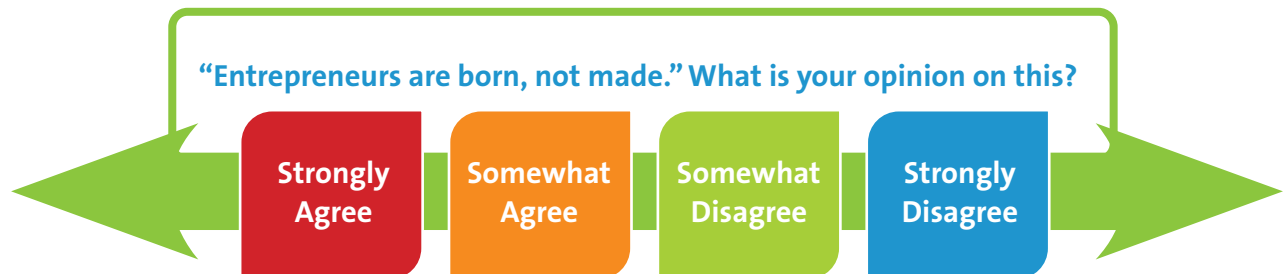 “Entrepreneurs are born, not made.” What is your opinion on this?
Strongly
Agree
Somewhat
Agree
Somewhat
Disagree
Strongly
Disagree